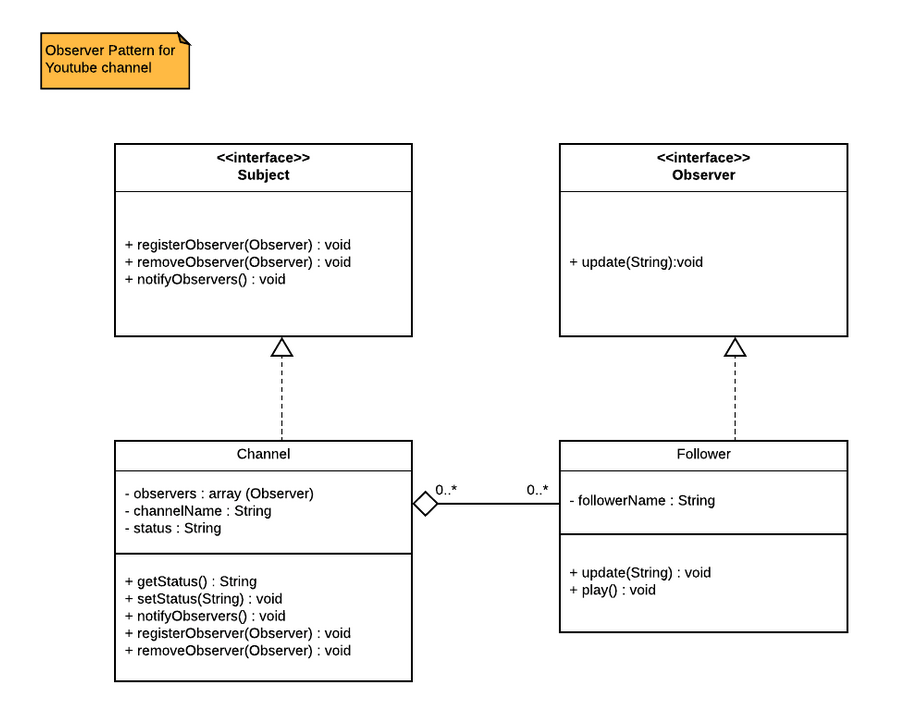 Observer Pattern for
Youtube channel
<<interface>>
Subject
+ registerObserver(Observer) : void
+ removeObserver(Observer) : void
+ notifyObservers() : void
<<interface>>
Observer
+ update(String):void
Channel
- observers : array (Observer)
- channelName : String
- status : String
+ getStatus() : String
+ setStatus(String) : void
+ notifyObservers() : void
+ registerObserver(Observer) : void
+ removeObserver(Observer) : void
0..*
0..*
Follower
- followerName : String
+ update(String) : void
+ play() : void